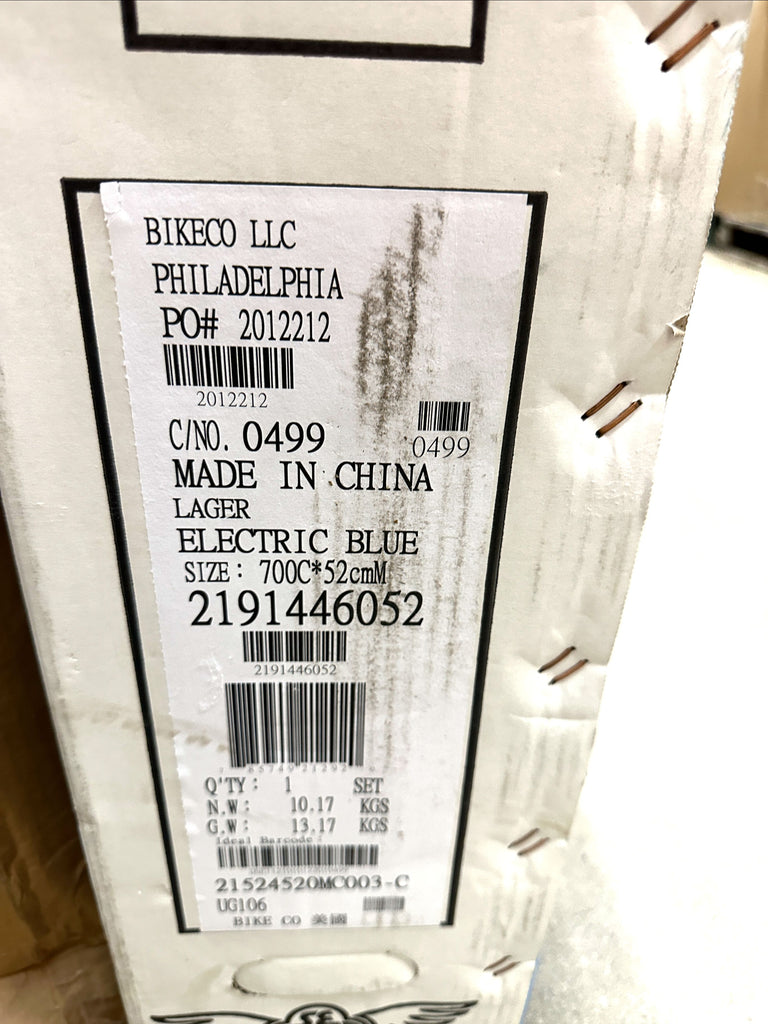 BIKECO LLC
PHILADELPHIA
PO# 2012212
2012212
C/NO. 0499
0499
MADE IN CHINA
LAGER
ELECTRIC BLUE
SIZE: 700C*52cmM
2191446052
2191446052
Q'TY: 1 SET
N.W: 10.17 KGS
G.W: 13.17 KGS
Ideal Barcode:
21524520MC003-C
UG106
BIKE CO 美國
SE